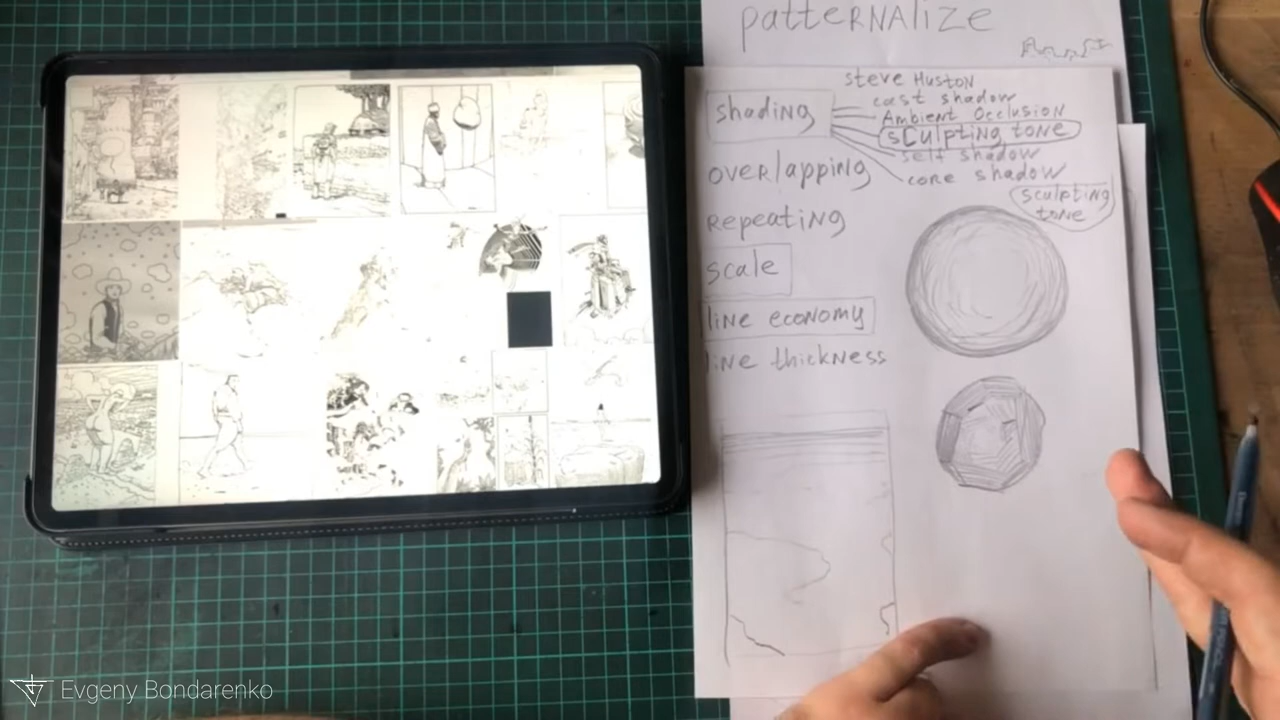 patternalize
Steve Huston
shading
cast shadow
Ambient Occlusion
sculpting tone
self shadow
core shadow
overlapping
sculpting
tone
Repeating
scale
line economy
line thickness
Evgeny Bondarenko